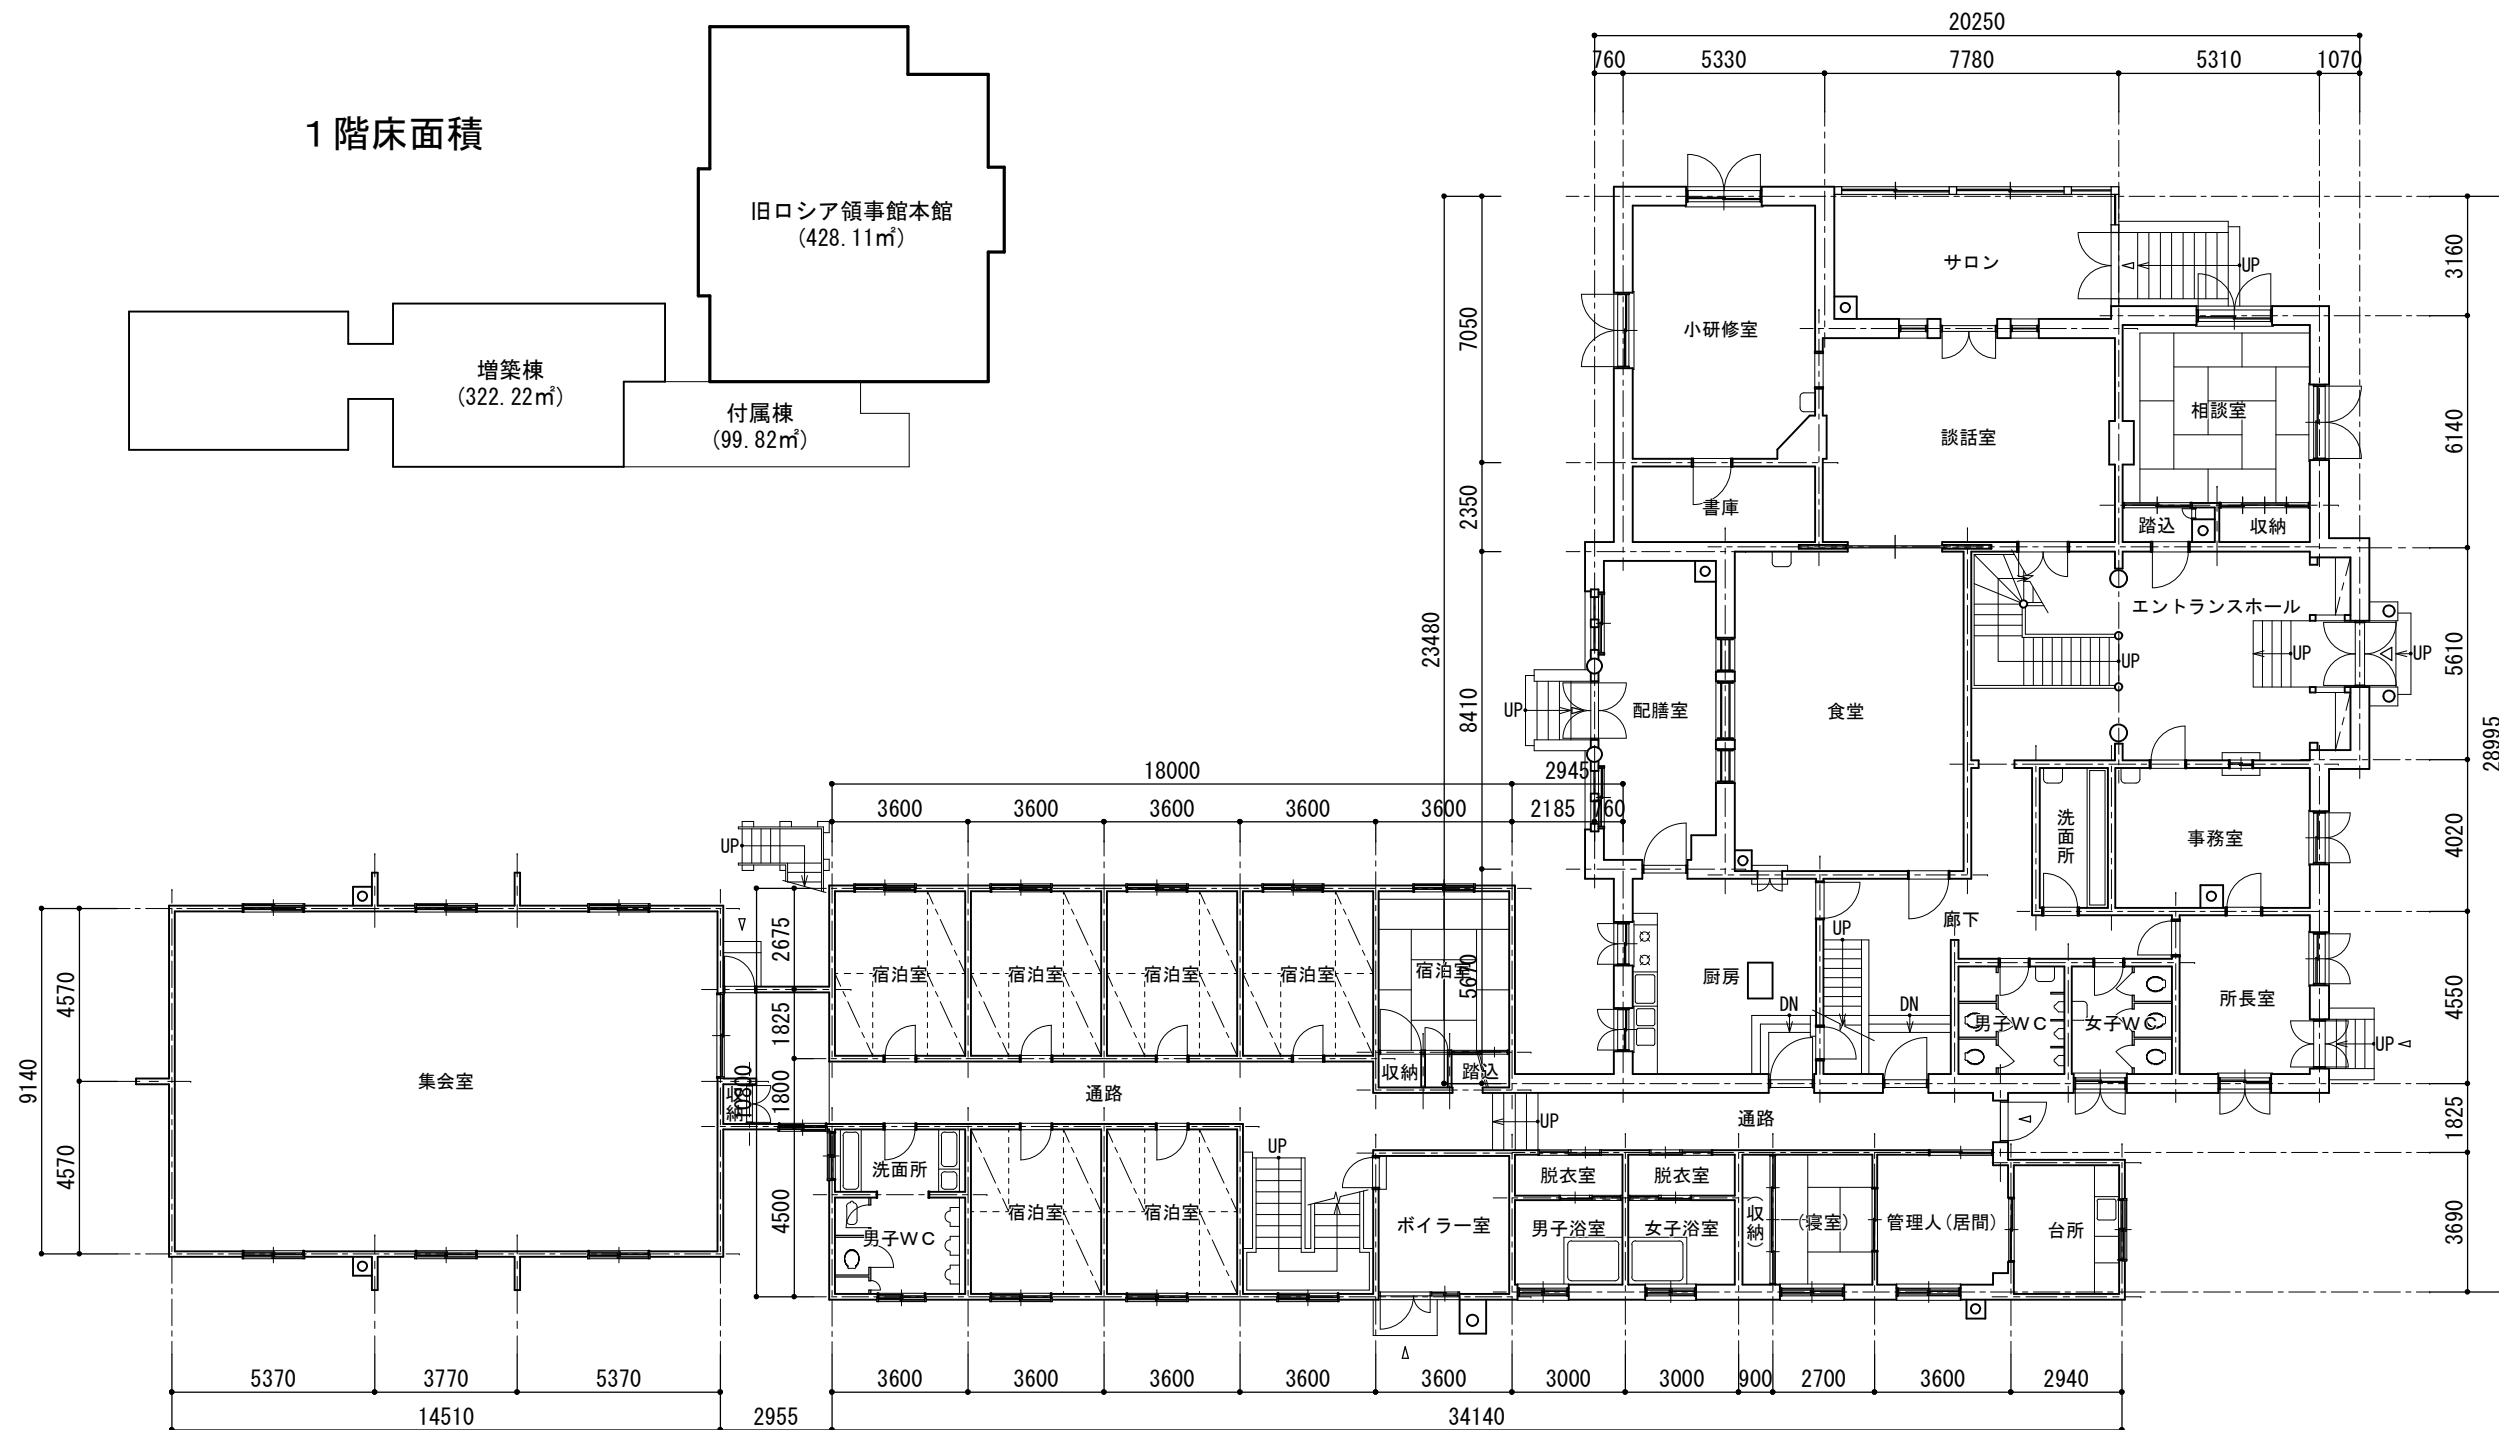 20250
760 5330 7780 5310 1070
1階床面積
旧ロシア領事館本館
(428.11㎡)
増築棟
(322.22㎡)
付属棟
(99.82㎡)
サロン
UP
3160
小研修室
7050
談話室
相談室
6140
書庫
2350
踏込
収納
エントランスホール
UP
UP
UP
5610
23480
8410
UP
配膳室
食堂
28995
洗面所
事務室
4020
18000 2945
3600 3600 3600 3600 3600 2185 760
UP
2675
宿泊室
宿泊室
宿泊室
宿泊室
宿泊室
5670
厨房
UP
廊下
DN
DN
男子WC
女子WC
所長室
UP
4550
4570
4570
9140
集会室
収納
10800
1825
1800
4500
通路
収納
踏込
UP
通路
1825
洗面所
男子WC
宿泊室
宿泊室
UP
ボイラー室
脱衣室
脱衣室
男子浴室
女子浴室
(収納)
(寝室)
管理人(居間)
台所
3690
5370 3770 5370 3600 3600 3600 3600 3600 3000 3000 900 2700 3600 2940
14510 2955 34140